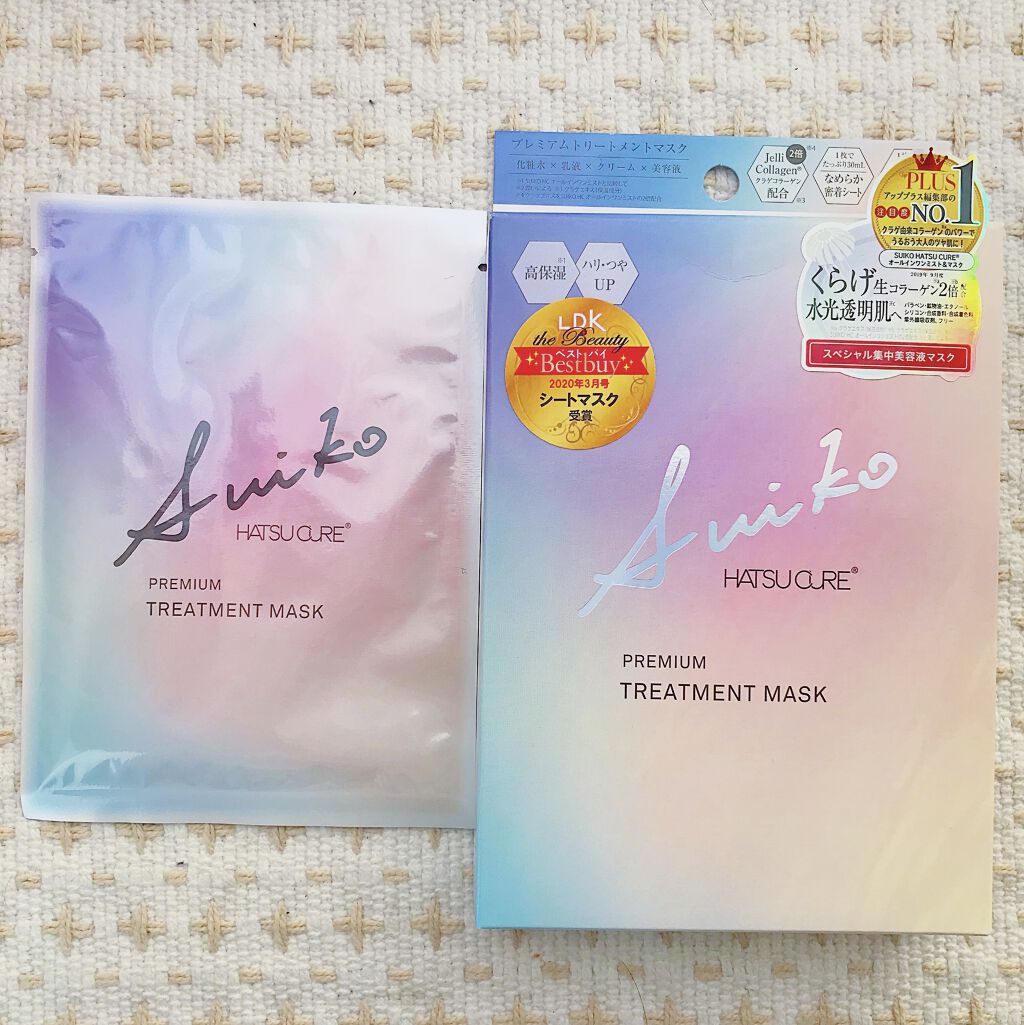 Suiko
HATSU CURE®
PREMIUM
TREATMENT MASK
プレミアムトリートメントマスク
化粧水 × 乳液 × クリーム × 美容液
Jelli 2倍 ※4
Collagen®
クラゲコラーゲン
配合 ※3
1枚で
たっぷり30mL
なめらか
密着シート
PLUS
アッププラス編集部の
注目度 NO.1
クラゲ由来コラーゲンのパワーで
うるおう大人のツヤ肌に!
SUIKO HATSU CURE®
オールインワンミスト&マスク
2019年9月度
※1
高保湿
ハリ・つや
UP
くらげ生コラーゲン2倍配合
水光透明肌へ
パラベン・鉱物油・エタノール
シリコン・合成香料・合成着色料
紫外線吸収剤、フリー
スペシャル集中美容液マスク
LDK
the Beauty
ベストバイ
Bestbuy
2020年3月号
シートマスク
受賞
Suiko
HATSU CURE®
PREMIUM
TREATMENT MASK